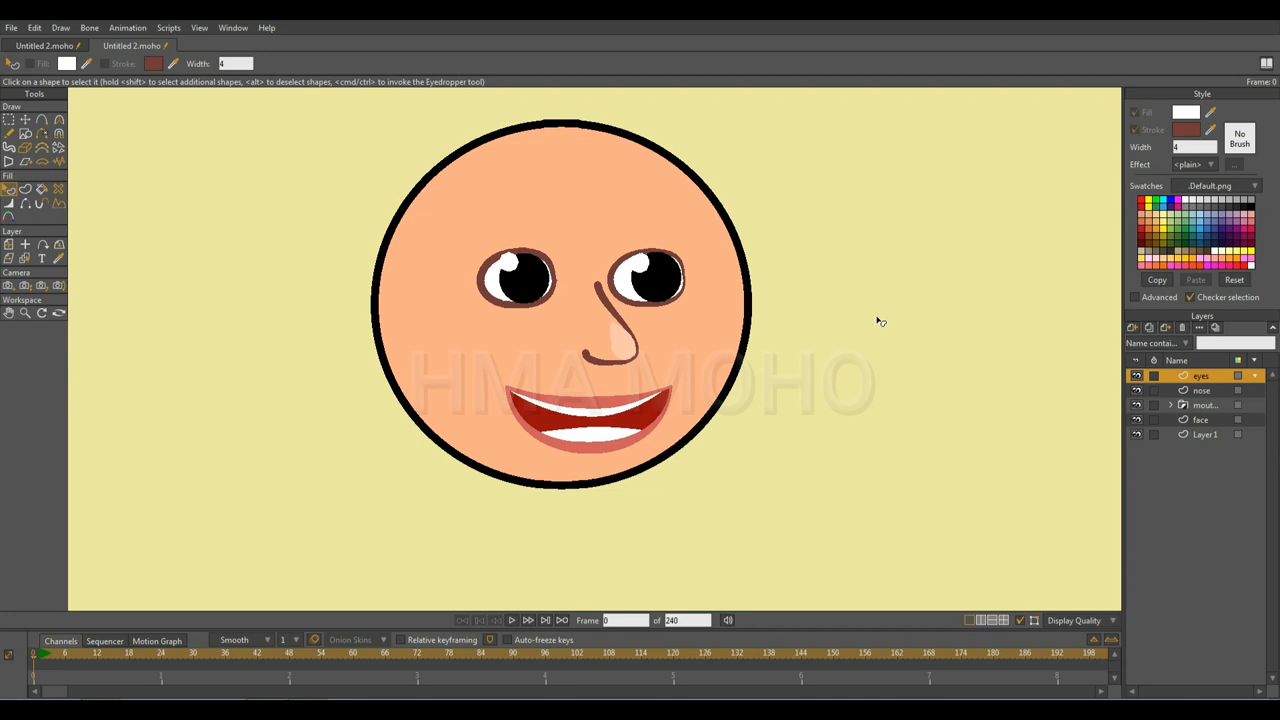 File Edit Draw Bone Animation Scripts View Window Help
Untitled 2.moho Untitled 2.moho
Fill: Stroke: Width: 4
Click on a shape to select it (hold <shift> to select additional shapes, <alt> to deselect shapes, <cmd/ctrl> to invoke the Eyedropper tool) Frame: 0
Tools
Draw
Fill
Layer
Camera
Workspace
Style
Fill
Stroke
No Brush
Width 4
Effect <plain> ...
Swatches .Default.png
Copy Paste Reset
Advanced Checker selection
Layers
Name contai...
Name
eyes
nose
mout...
face
Layer 1
HMA MOHO
Frame 0 of 240 Display Quality
Channels Sequencer Motion Graph Smooth 1 Onion Skins Relative keyframing Auto-freeze keys
0 6 12 18 24 30 36 42 48 54 60 66 72 78 84 90 96 102 108 114 120 126 132 138 144 150 156 162 168 174 180 186 192 198
0 1 2 3 4 5 6 7 8